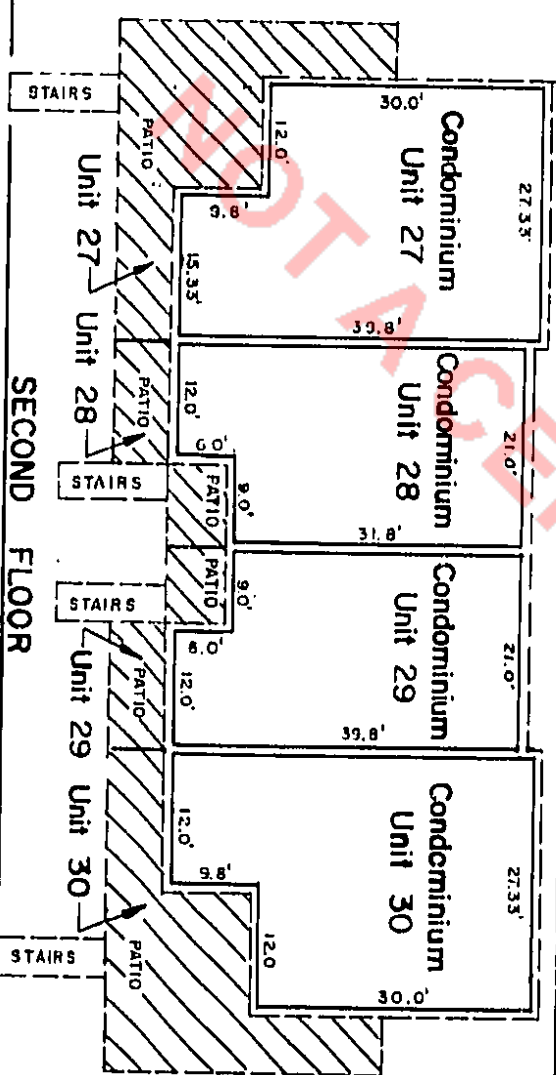 NOT A CE
27.33'
30.0'
Condominium
Unit 27
12.0'
9.8'
15.33'
39.8'
21.0'
Condominium
Unit 28
12.0'
6.0'
9.0'
31.8'
21.0'
Condominium
Unit 29
9.0'
8.0'
12.0'
39.8'
27.33'
Condominium
Unit 30
12.0'
9.8'
12.0
30.0'
STAIRS
PATIO
Unit 27
PATIO
Unit 28
STAIRS
PATIO
PATIO
STAIRS
PATIO
Unit 29
Unit 30
PATIO
STAIRS
SECOND FLOOR